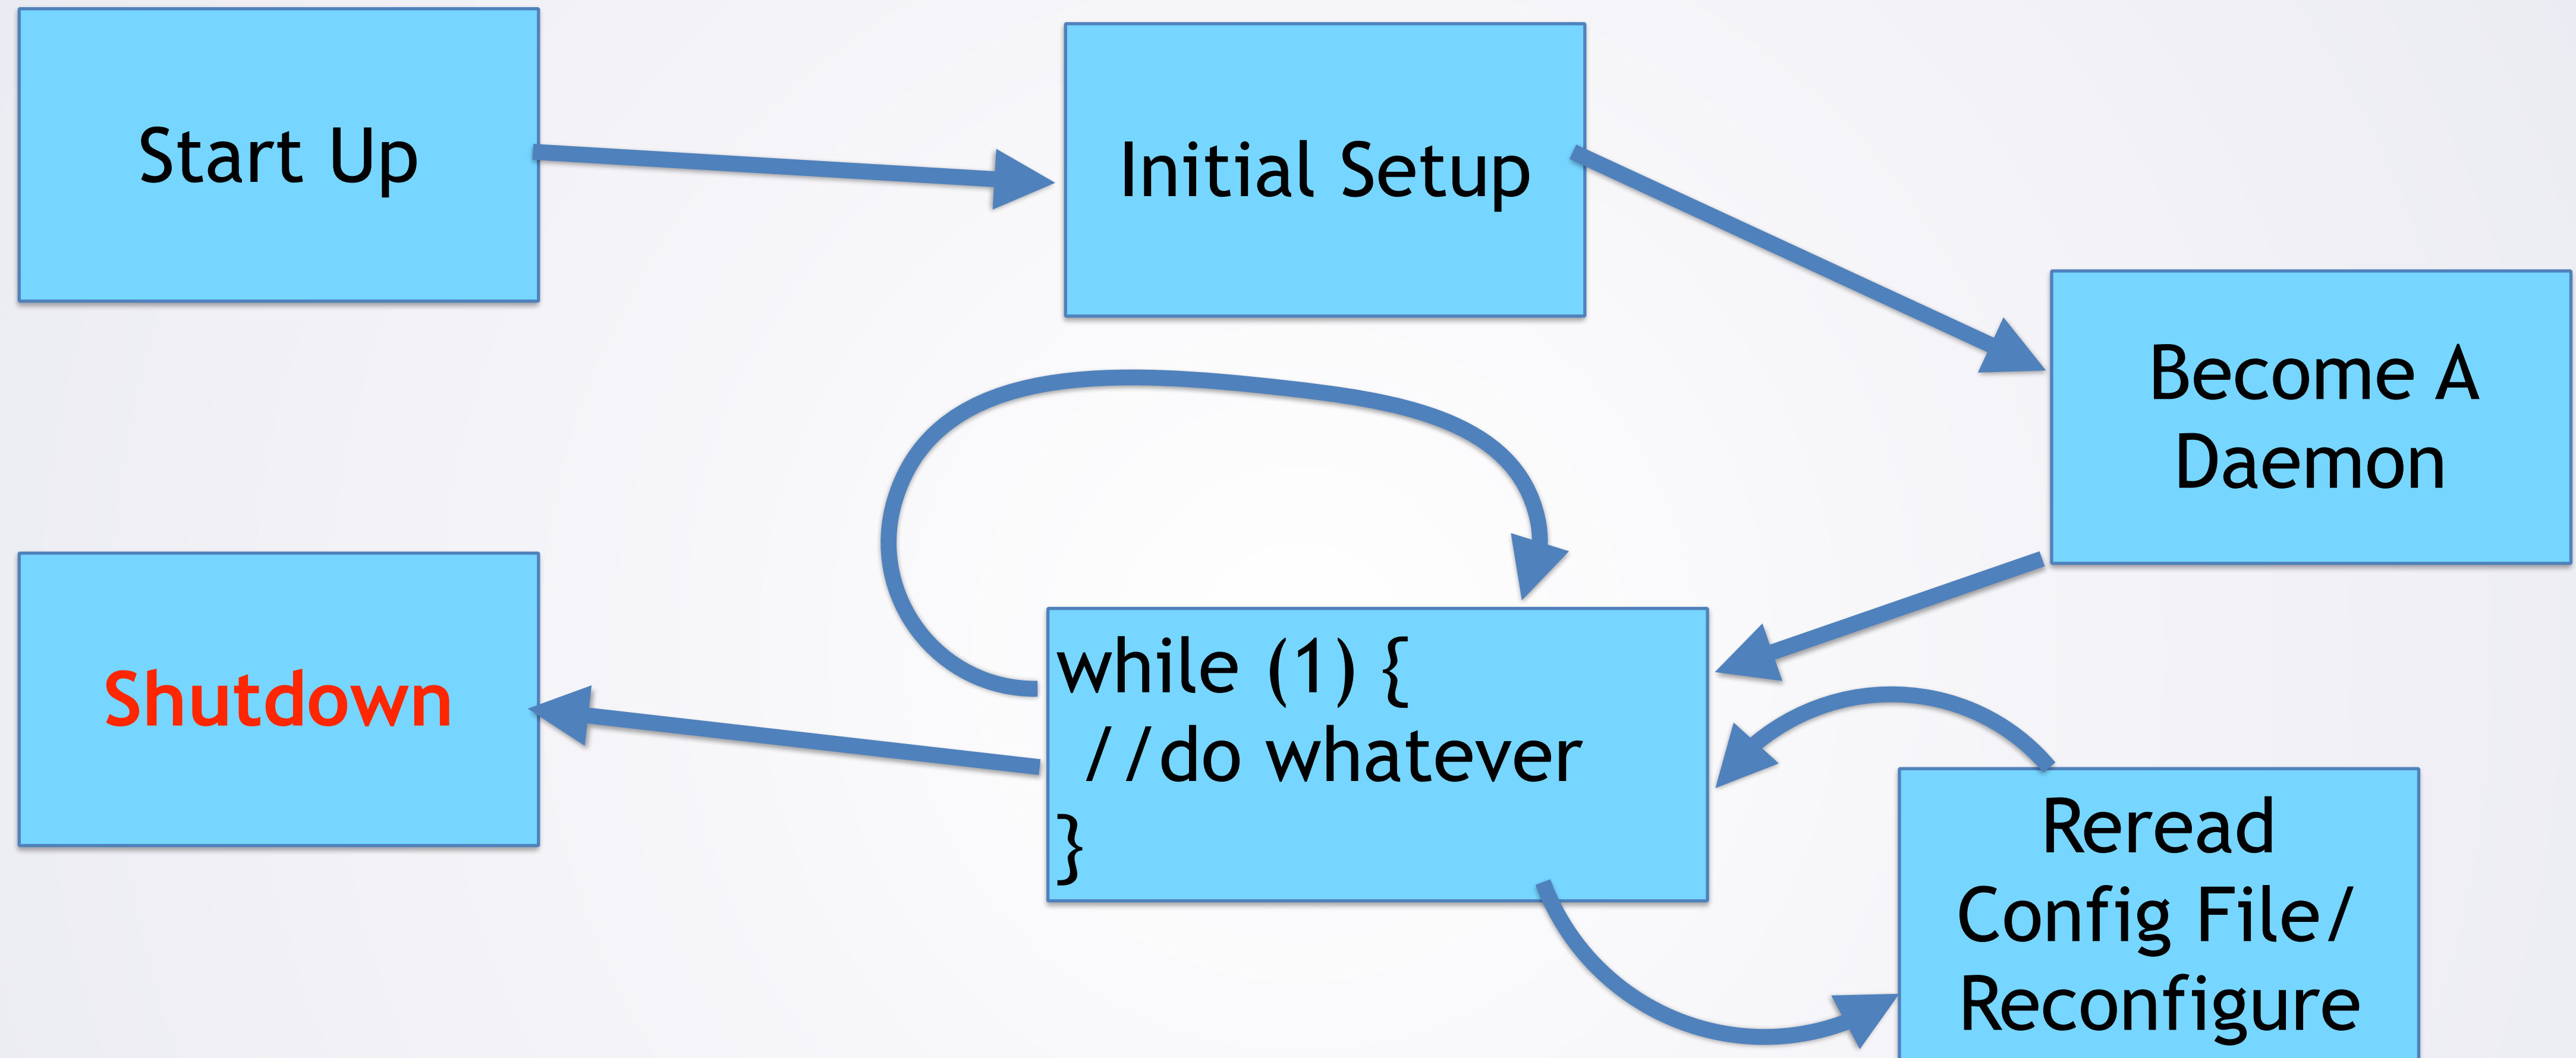 Start Up
Initial Setup
Become A
Daemon
Shutdown
while (1) {
 //do whatever
}
Reread
Config File/
Reconfigure